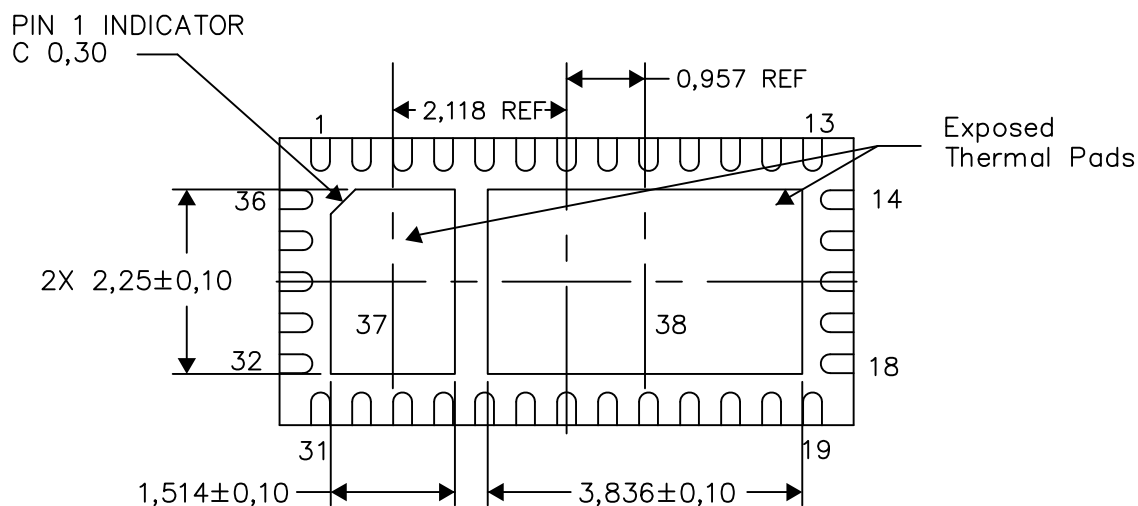 PIN 1 INDICATOR
C 0,30
0,957 REF
2,118 REF
1
13
Exposed
Thermal Pads
36
14
2X 2,25±0,10
37
38
32
18
31
19
1,514±0,10
3,836±0,10